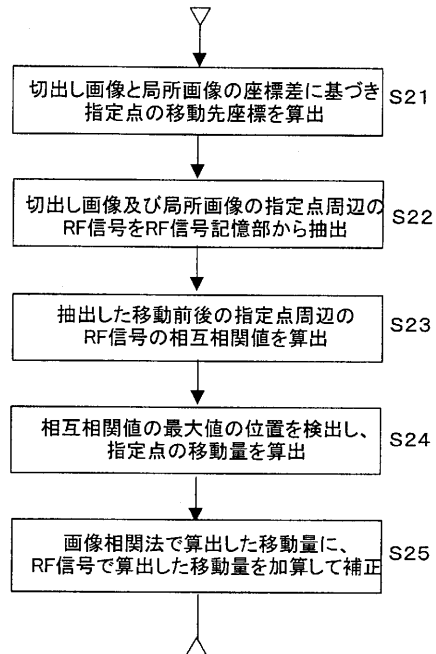 切出し画像と局所画像の座標差に基づき
指定点の移動先座標を算出
S21
切出し画像及び局所画像の指定点周辺の
RF信号をRF信号記憶部から抽出
S22
抽出した移動前後の指定点周辺の
RF信号の相互相関値を算出
S23
相互相関値の最大値の位置を検出し、
指定点の移動量を算出
S24
画像相関法で算出した移動量に、
RF信号で算出した移動量を加算して補正
S25